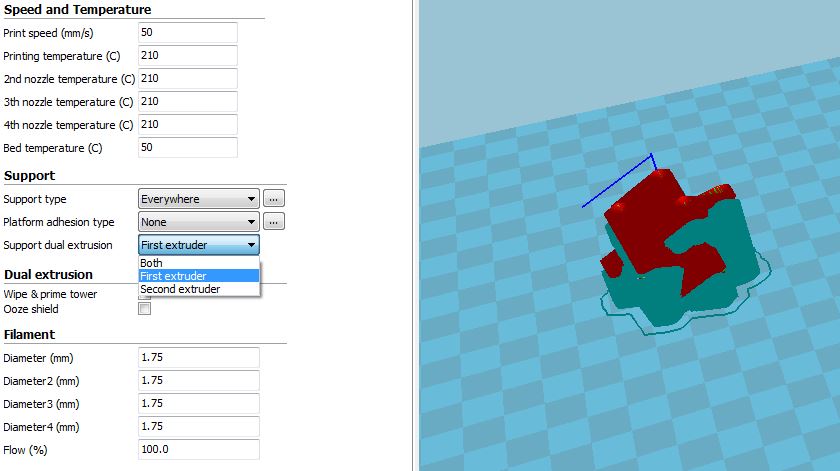 Speed and Temperature
Print speed (mm/s) 50
Printing temperature (C) 210
2nd nozzle temperature (C) 210
3th nozzle temperature (C) 210
4th nozzle temperature (C) 210
Bed temperature (C) 50
Support
Support type Everywhere ...
Platform adhesion type None ...
Support dual extrusion First extruder
Both
First extruder
Second extruder
Dual extrusion
Wipe & prime tower
Ooze shield
Filament
Diameter (mm) 1.75
Diameter2 (mm) 1.75
Diameter3 (mm) 1.75
Diameter4 (mm) 1.75
Flow (%) 100.0